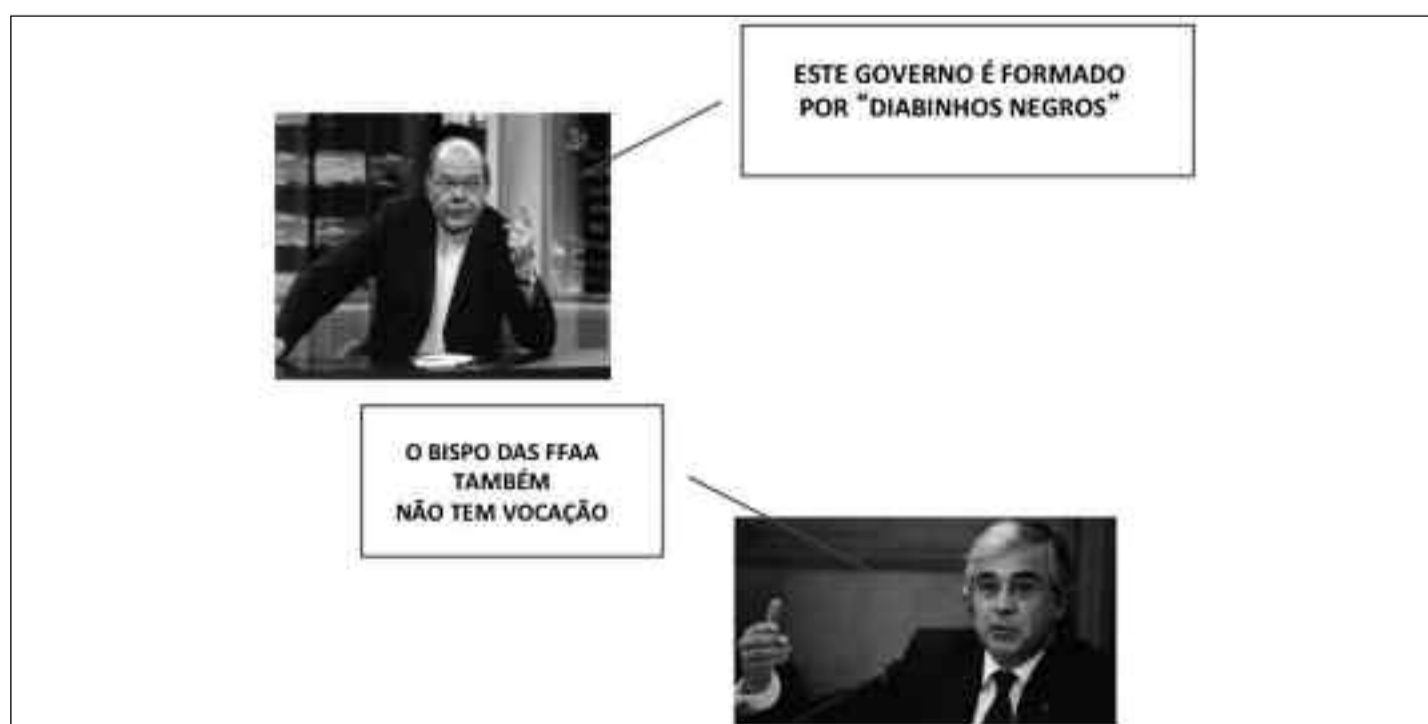 ESTE GOVERNO É FORMADO
POR "DIABINHOS NEGROS"
O BISPO DAS FFAA
TAMBÉM
NÃO TEM VOCAÇÃO